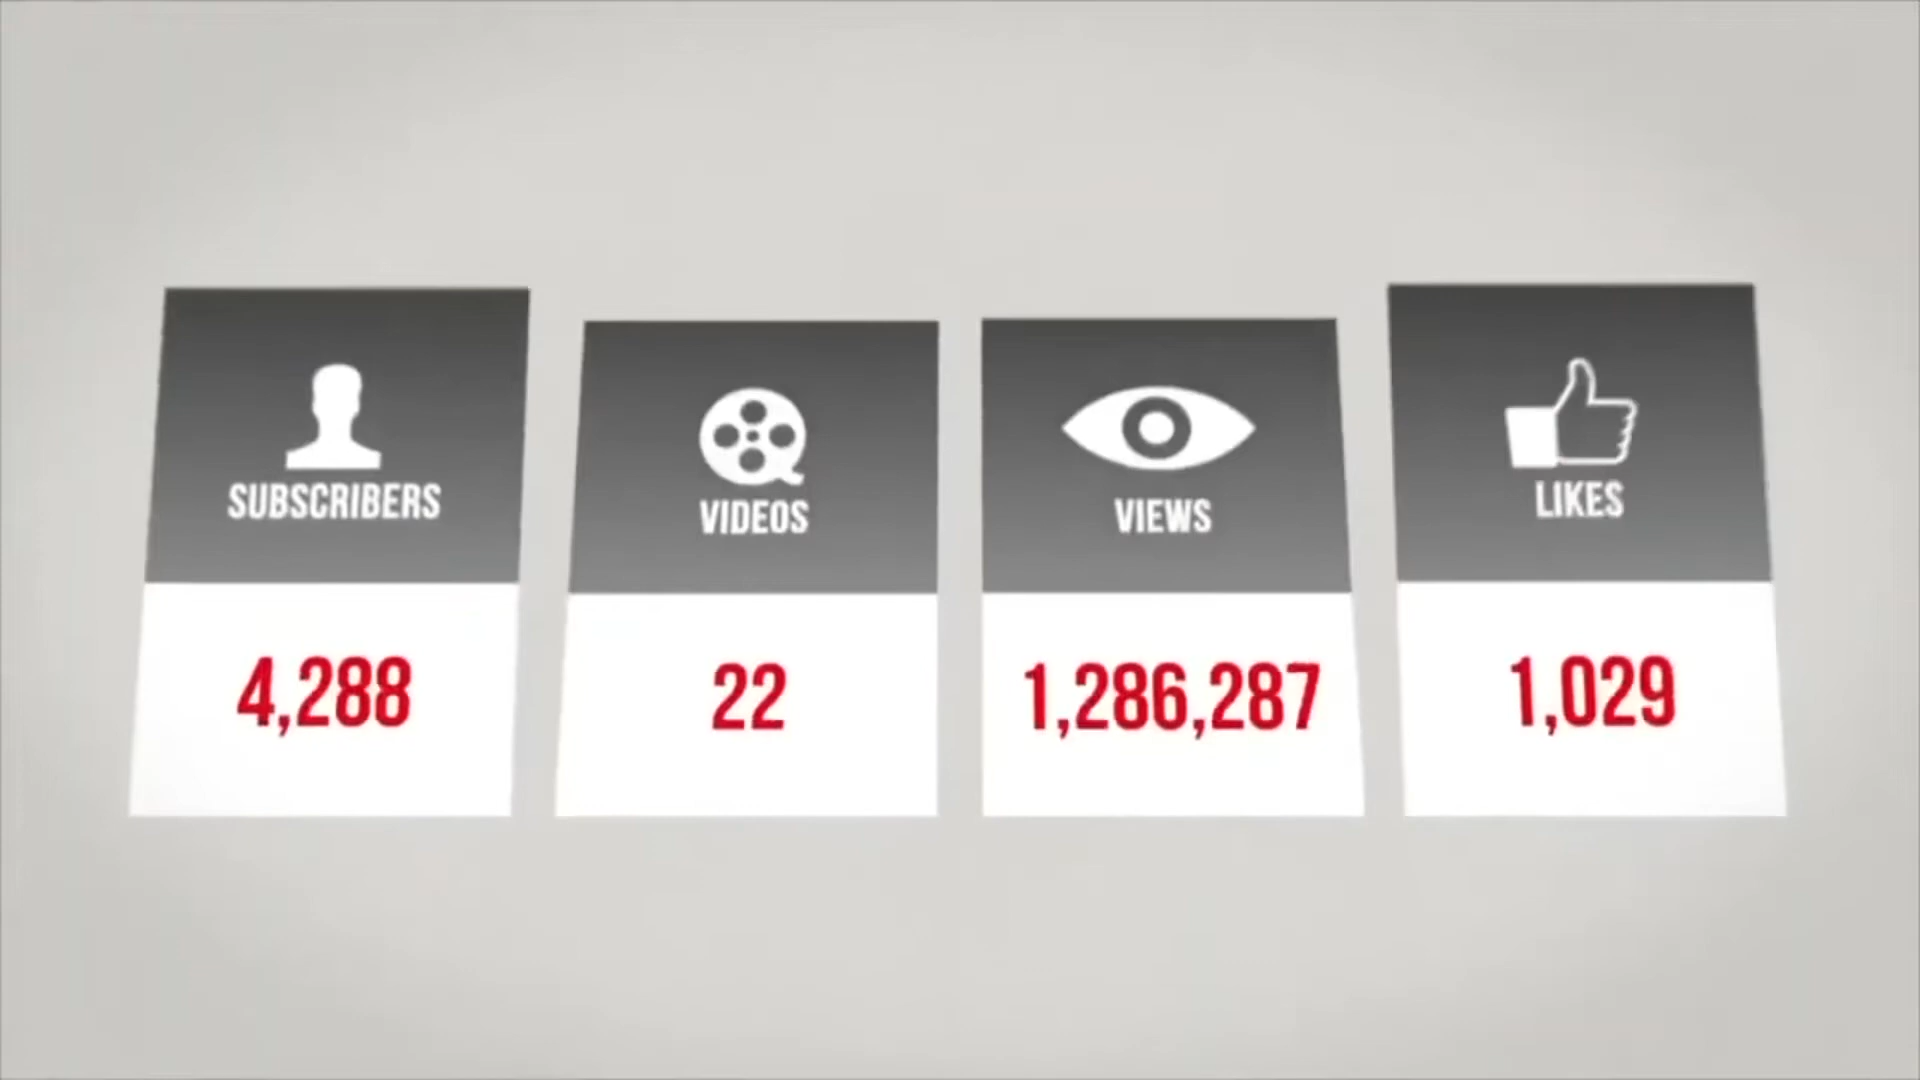 SUBSCRIBERS
4,288
VIDEOS
22
VIEWS
1,286,287
LIKES
1,029